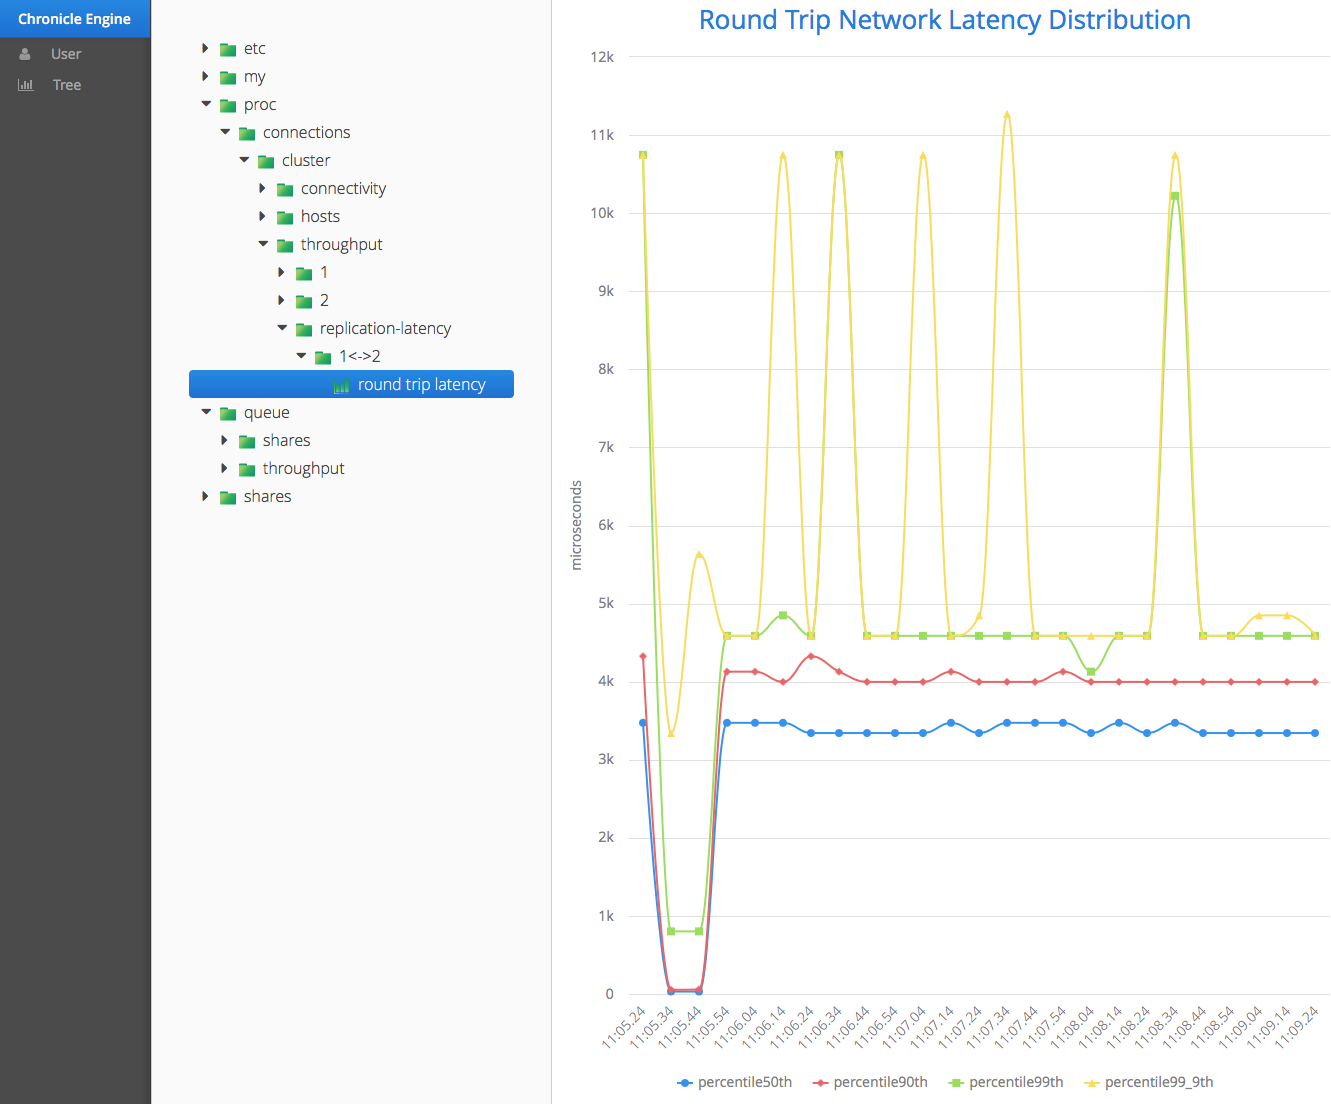 Chronicle Engine
User
Tree
etc
my
proc
connections
cluster
connectivity
hosts
throughput
1
2
replication-latency
1<->2
round trip latency
queue
shares
throughput
shares
Round Trip Network Latency Distribution
12k
11k
10k
9k
8k
7k
6k
5k
4k
3k
2k
1k
0
microseconds
11:05.24
11:05.34
11:05.44
11:05.54
11:06.04
11:06.14
11:06.24
11:06.34
11:06.44
11:06.54
11:07.04
11:07.14
11:07.24
11:07.34
11:07.44
11:07.54
11:08.04
11:08.14
11:08.24
11:08.34
11:08.44
11:08.54
11:09.04
11:09.14
11:09.24
percentile50th percentile90th percentile99th percentile99_9th